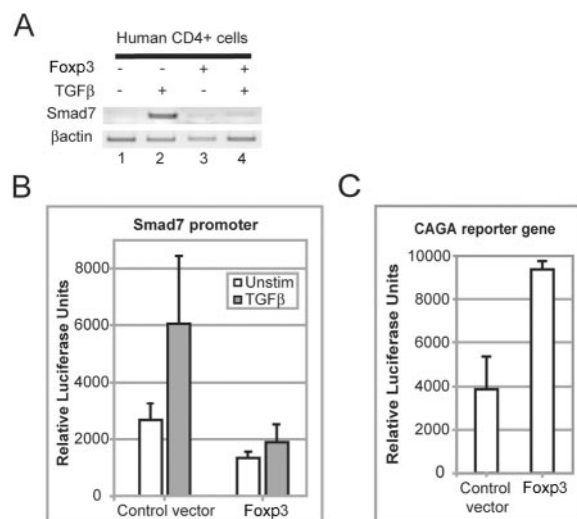 A
Human CD4+ cells
Foxp3 - - + +
TGFβ - + - +
Smad7
βactin
1 2 3 4
B
Smad7 promoter
Relative Luciferase Units
8000
6000
4000
2000
0
Unstim
TGFβ
Control vector Foxp3
C
CAGA reporter gene
Relative Luciferase Units
10000
8000
6000
4000
2000
0
Control Foxp3
vector